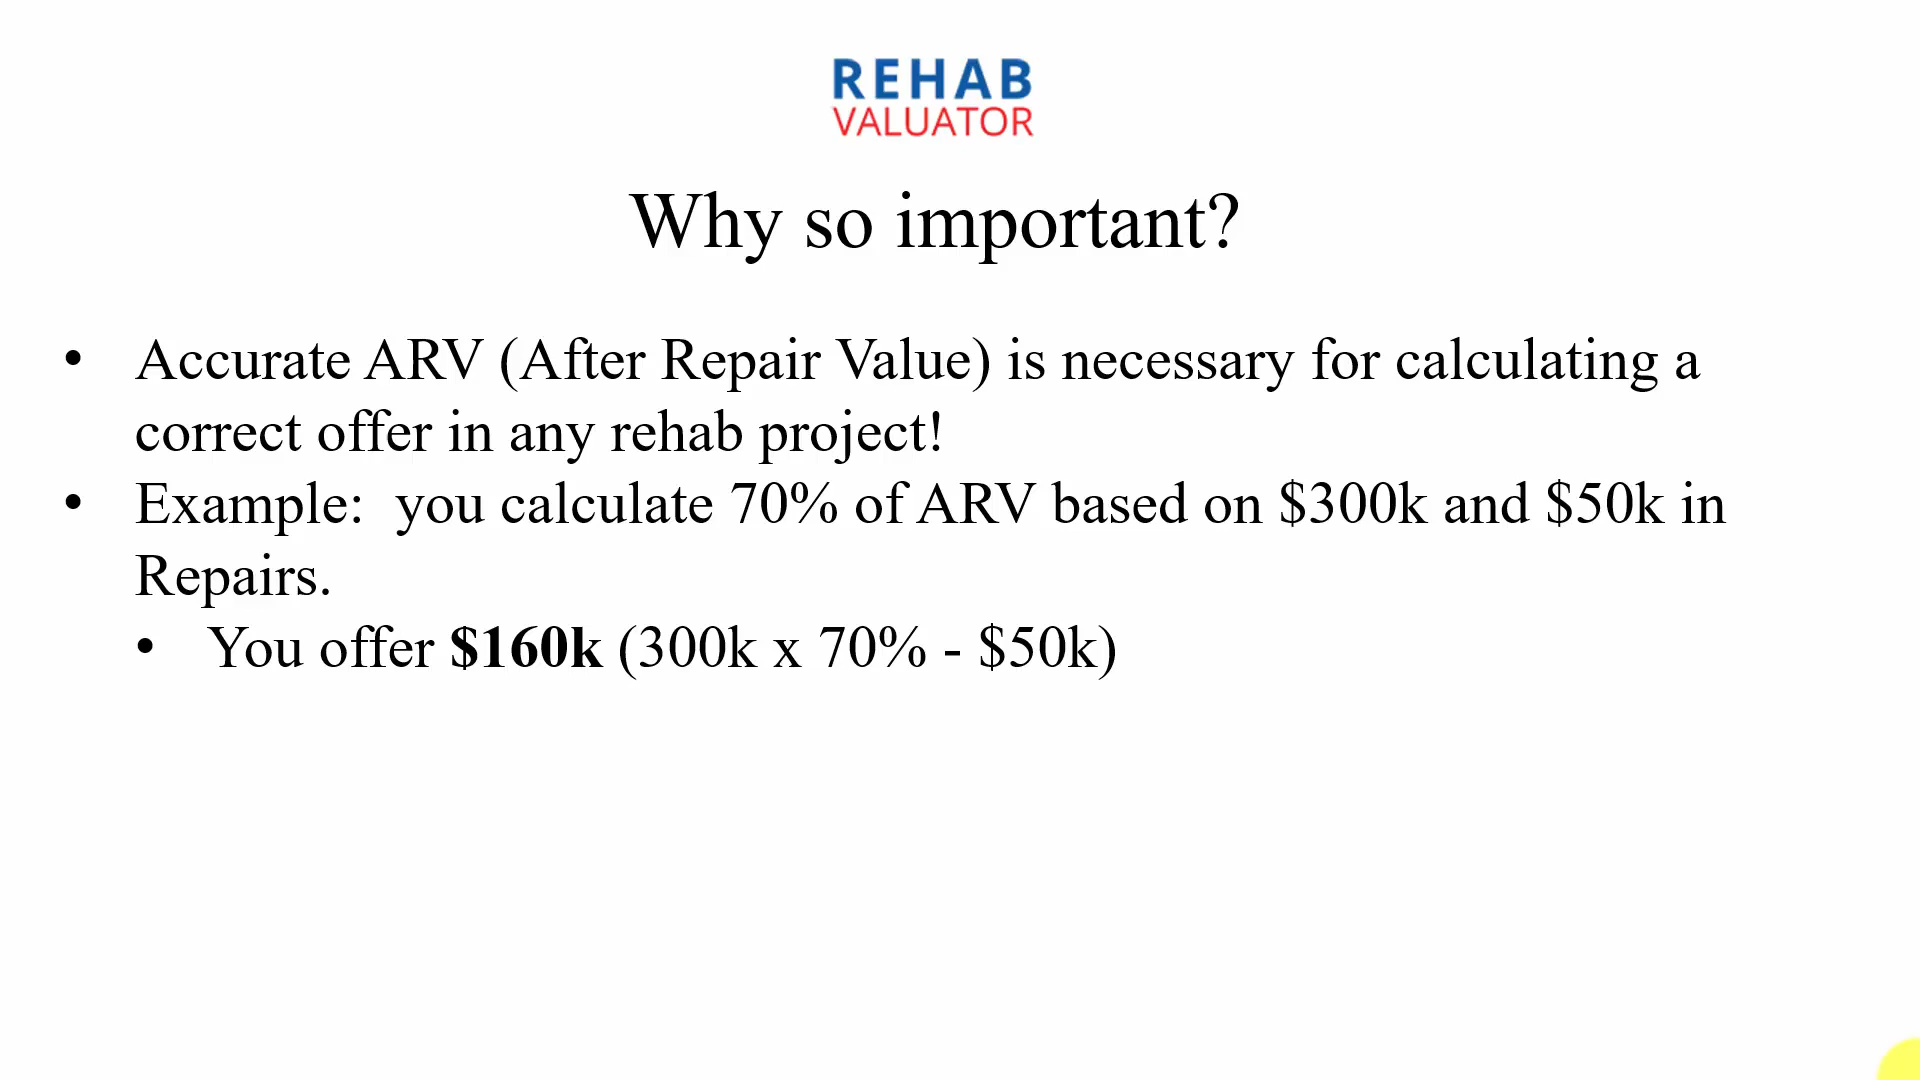 REHAB
VALUATOR
Why so important?
• Accurate ARV (After Repair Value) is necessary for calculating a
correct offer in any rehab project!
• Example:  you calculate 70% of ARV based on $300k and $50k in
Repairs.
• You offer $160k (300k x 70% - $50k)